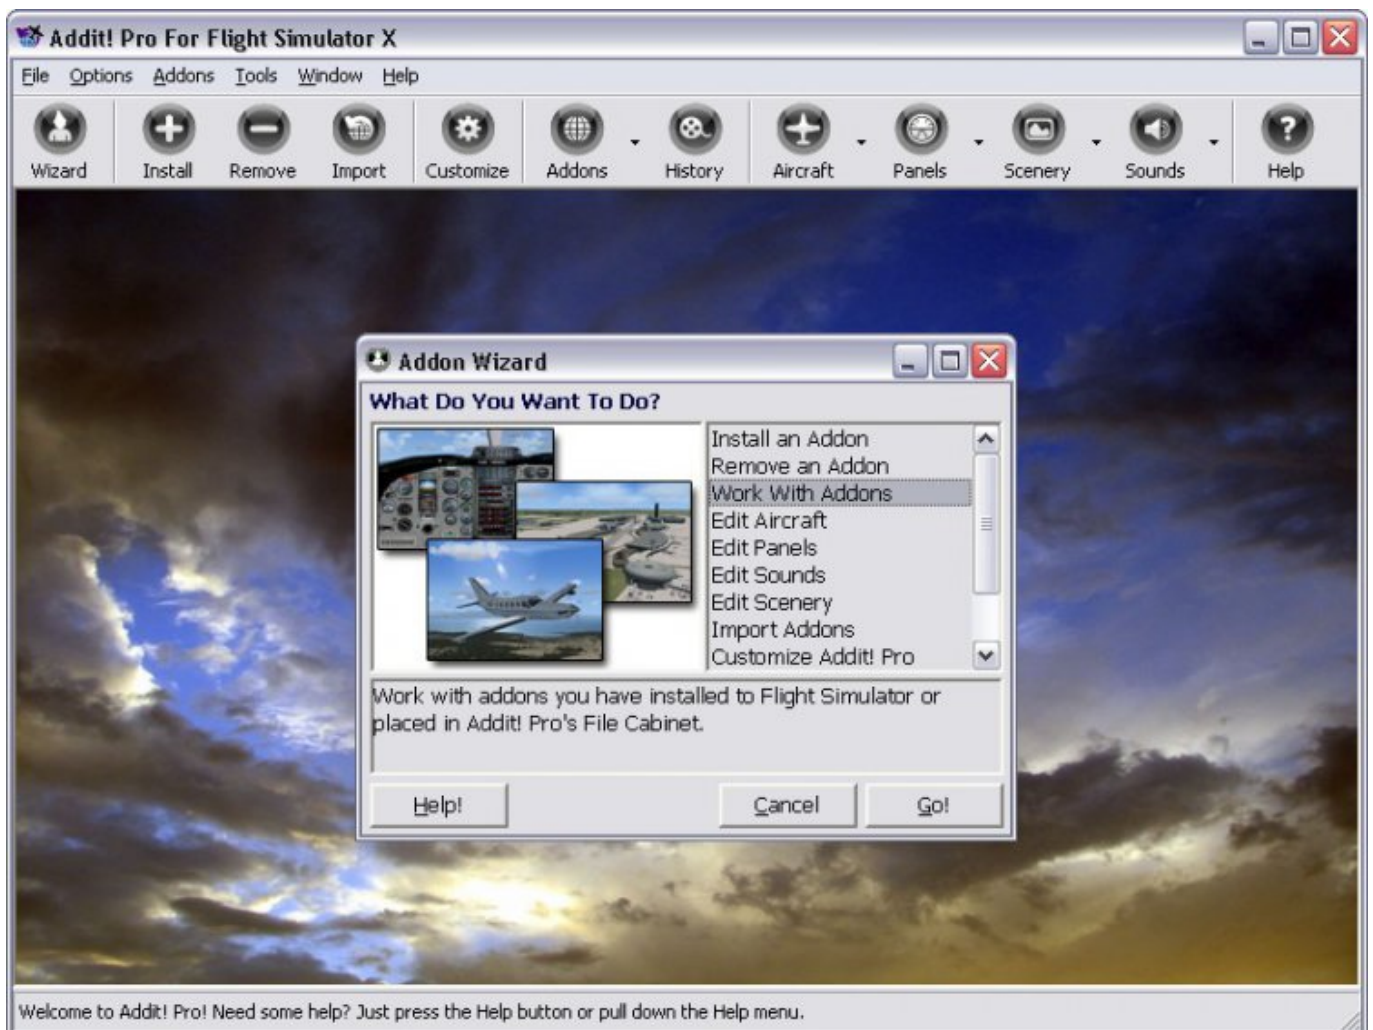 Addit! Pro For Flight Simulator X
File Options Addons Tools Window Help
Wizard Install Remove Import Customize Addons History Aircraft Panels Scenery Sounds Help
Addon Wizard
What Do You Want To Do?
Install an Addon
Remove an Addon
Work With Addons
Edit Aircraft
Edit Panels
Edit Sounds
Edit Scenery
Import Addons
Customize Addit! Pro
Work with addons you have installed to Flight Simulator or
placed in Addit! Pro's File Cabinet.
Help! Cancel Go!
Welcome to Addit! Pro! Need some help? Just press the Help button or pull down the Help menu.